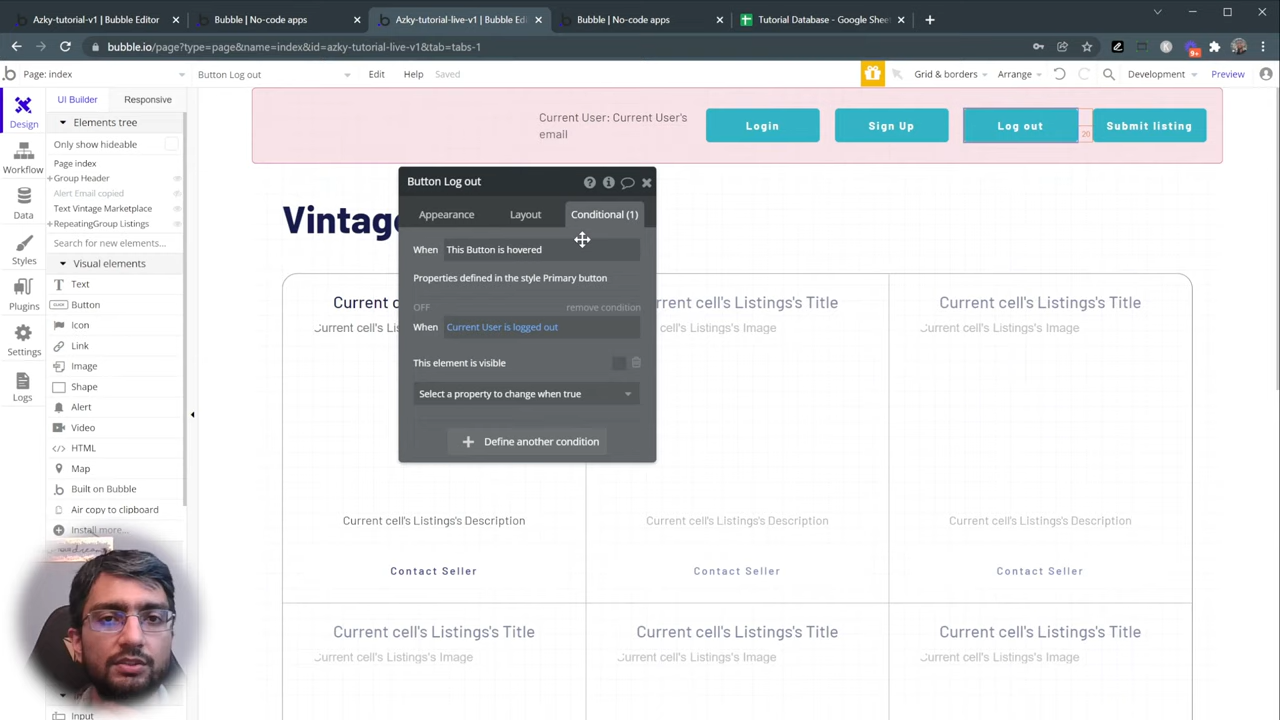 Azky-tutorial-v1 | Bubble Editor
Bubble | No-code apps
Azky-tutorial-live-v1 | Bubble Edi
Bubble | No-code apps
Tutorial Database - Google Shee
bubble.io/page?type=page&name=index&id=azky-tutorial-live-v1&tab=tabs-1
9+
Page: index
Button Log out
Edit
Help
Saved
Grid & borders
Arrange
Development
Preview
Design
Workflow
Data
Styles
Plugins
Settings
Logs
UI Builder
Responsive
Elements tree
Only show hideable
Page index
Group Header
Alert Email copied
Text Vintage Marketplace
RepeatingGroup Listings
Search for new elements...
Visual elements
Text
CLICK
Button
Icon
Link
Image
Shape
Alert
Video
</> HTML
Map
Built on Bubble
Air copy to clipboard
Install more...
Input
Current User: Current User's
email
Login
Sign Up
Log out
20
Submit listing
Vintag
Button Log out
Appearance
Layout
Conditional (1)
When
This Button is hovered
Properties defined in the style Primary button
OFF
remove condition
When
Current User is logged out
This element is visible
Select a property to change when true
Define another condition
Current cell's Listings's Title
Current cell's Listings's Image
Current cell's Listings's Description
Current cell's Listings's Description
Current cell's Listings's Description
Contact Seller
Contact Seller
Contact Seller
Current cell's Listings's Title
Current cell's Listings's Title
Current cell's Listings's Title
Current cell's Listings's Image
Current cell's Listings's Image
Current cell's Listings's Image